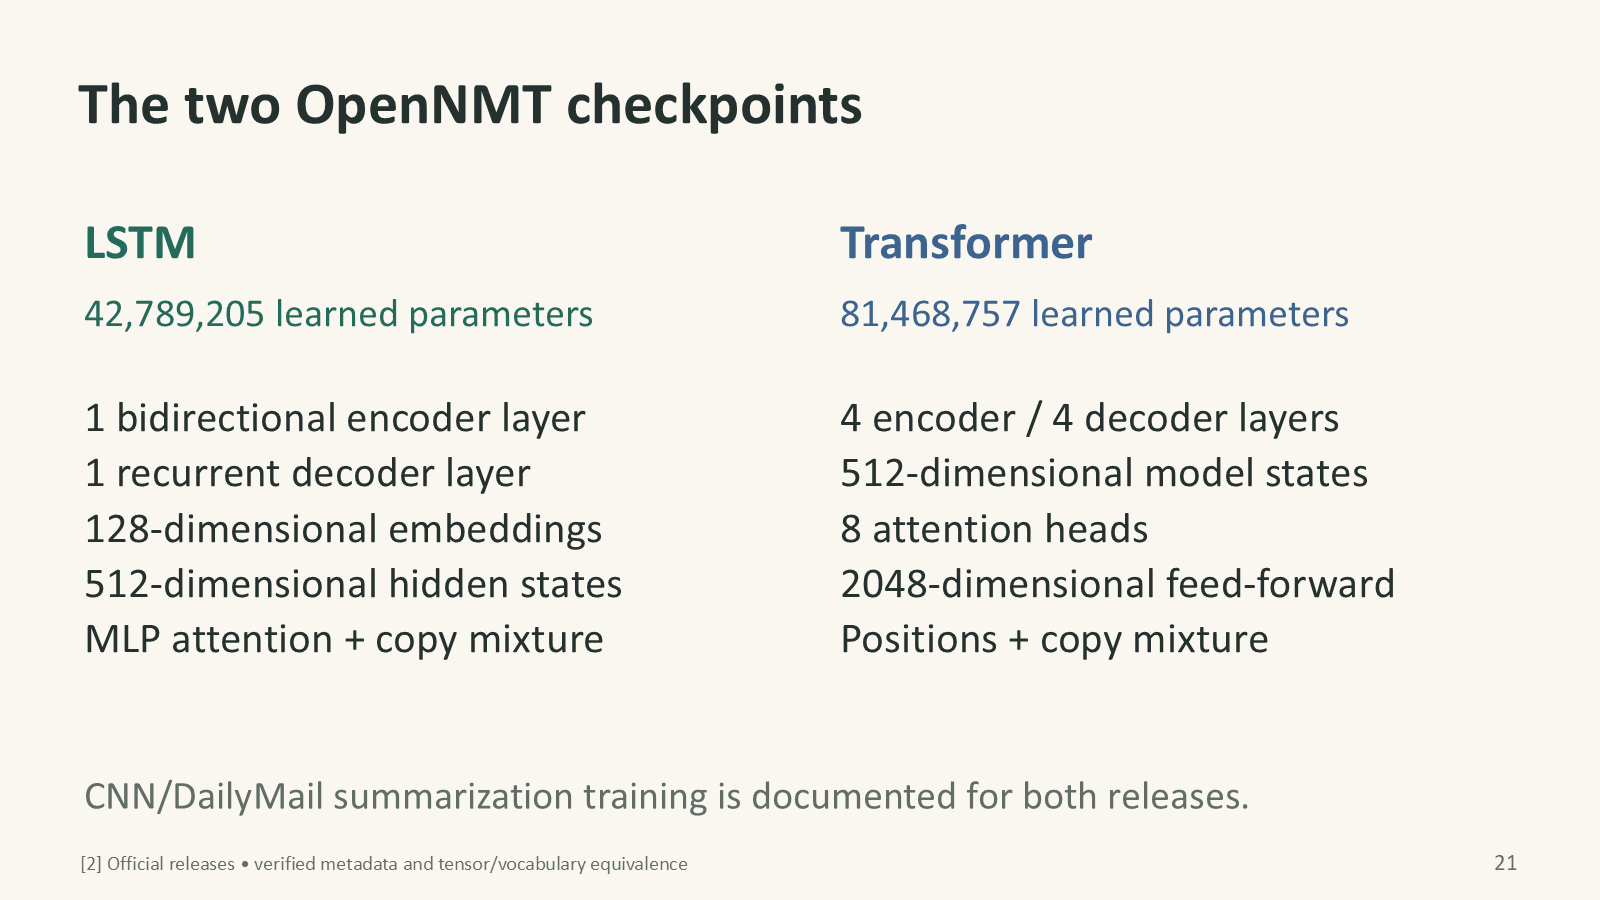 The two OpenNMT checkpoints
LSTM
42,789,205 learned parameters
1 bidirectional encoder layer
1 recurrent decoder layer
128-dimensional embeddings
512-dimensional hidden states
MLP attention + copy mixture
Transformer
81,468,757 learned parameters
4 encoder / 4 decoder layers
512-dimensional model states
8 attention heads
2048-dimensional feed-forward
Positions + copy mixture
CNN/DailyMail summarization training is documented for both releases.
[2] Official releases • verified metadata and tensor/vocabulary equivalence
21